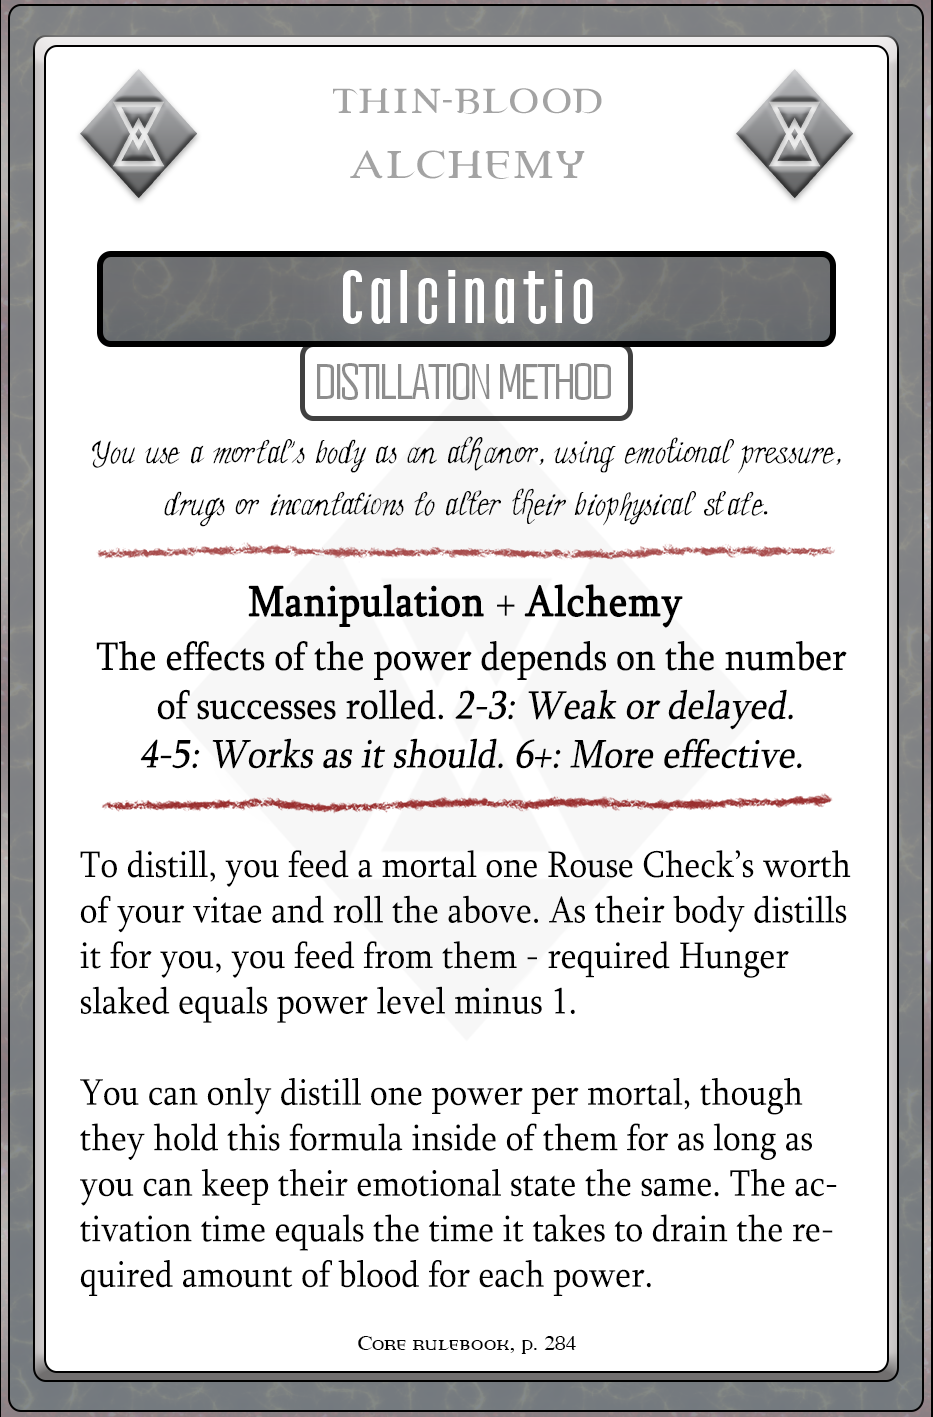 THIN-BLOOD
ALCHEMY
Calcinatio
DISTILLATION METHOD
You use a mortal's body as an athanor, using emotional pressure,
drugs or incantations to alter their biophysical state.
Manipulation + Alchemy
The effects of the power depends on the number
of successes rolled. 2-3: Weak or delayed.
4-5: Works as it should. 6+: More effective.
To distill, you feed a mortal one Rouse Check’s worth
of your vitae and roll the above. As their body distills
it for you, you feed from them - required Hunger
slaked equals power level minus 1.
You can only distill one power per mortal, though
they hold this formula inside of them for as long as
you can keep their emotional state the same. The ac-
tivation time equals the time it takes to drain the re-
quired amount of blood for each power.
Core rulebook, p. 284